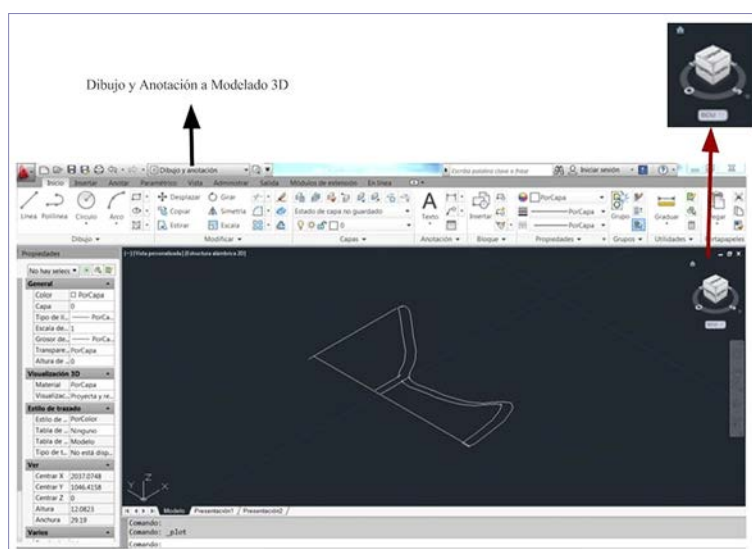 Dibujo y Anotación a Modelado 3D
Dibujo y anotación
Escriba palabra clave o frase
Iniciar sesión
Inicio Insertar Anotar Paramétrico Vista Administrar Salida Módulos de extensión En línea
Línea Polilínea Círculo Arco
Desplazar Girar
Copiar Simetría
Estirar Escala
Estado de capa no guardado
0
Texto
Insertar
PorCapa
PorCapa
PorCapa
Grupo
Graduar
Pegar
Dibujo Modificar Capas Anotación Bloque Propiedades Grupos Utilidades Portapapeles
Propiedades
[-][Vista personalizada][Estructura alámbrica 2D]
No hay selecc
General
Color PorCapa
Capa 0
Tipo de lí... PorCa...
Escala de... 1
Grosor de... PorCa...
Transpare... PorCapa
Altura de ... 0
Visualización 3D
Material PorCapa
Visualizac... Proyecta y re...
Estilo de trazado
Estilo de ... PorColor
Tabla de ... Ninguno
Tabla de ... Modelo
Tipo de t... No está disp...
Ver
Centrar X 2037.0748
Centrar Y 1046.4158
Centrar Z 0
Altura 12.0823
Anchura 29.19
Varios
Z
Y X
Modelo Presentación1 Presentación2
Comando:
Comando: _plot
Comando: